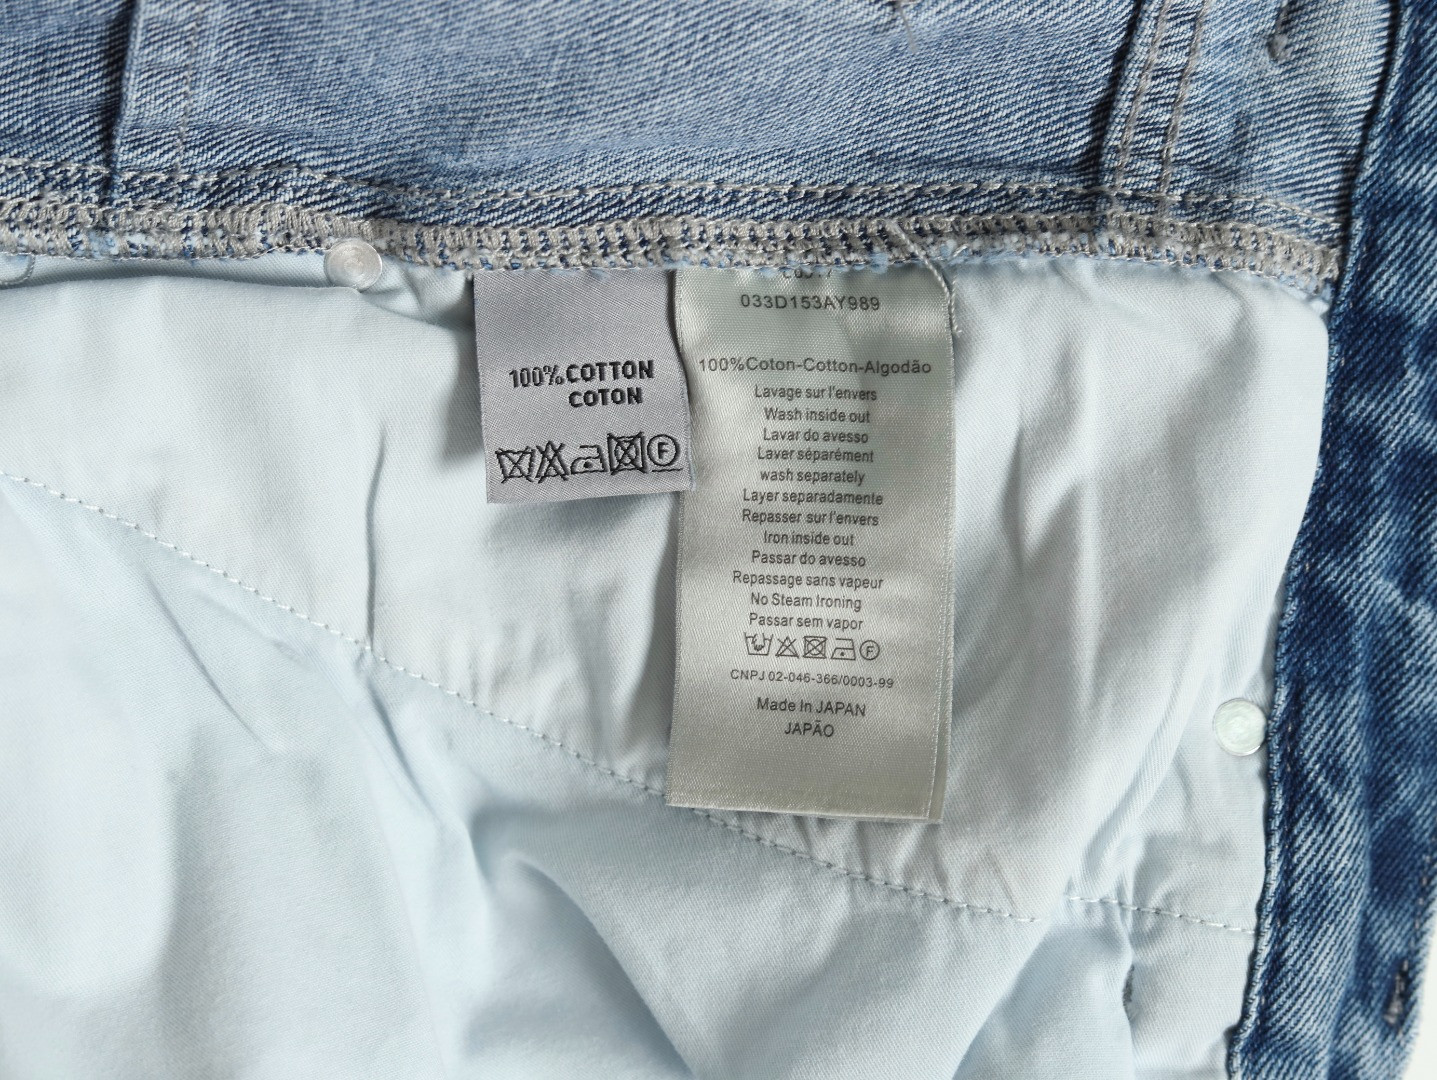 100%COTTON
COTON
F
033D153AY989
100%Coton-Cotton-Algodão
Lavage sur l'envers
Wash inside out
Lavar do avesso
Laver séparément
wash separately
Layer separadamente
Repasser sur l'envers
Iron inside out
Passar do avesso
Repassage sans vapeur
No Steam Ironing
Passar sem vapor
F
CNPJ 02-046-366/0003-99
Made In JAPAN
JAPÃO